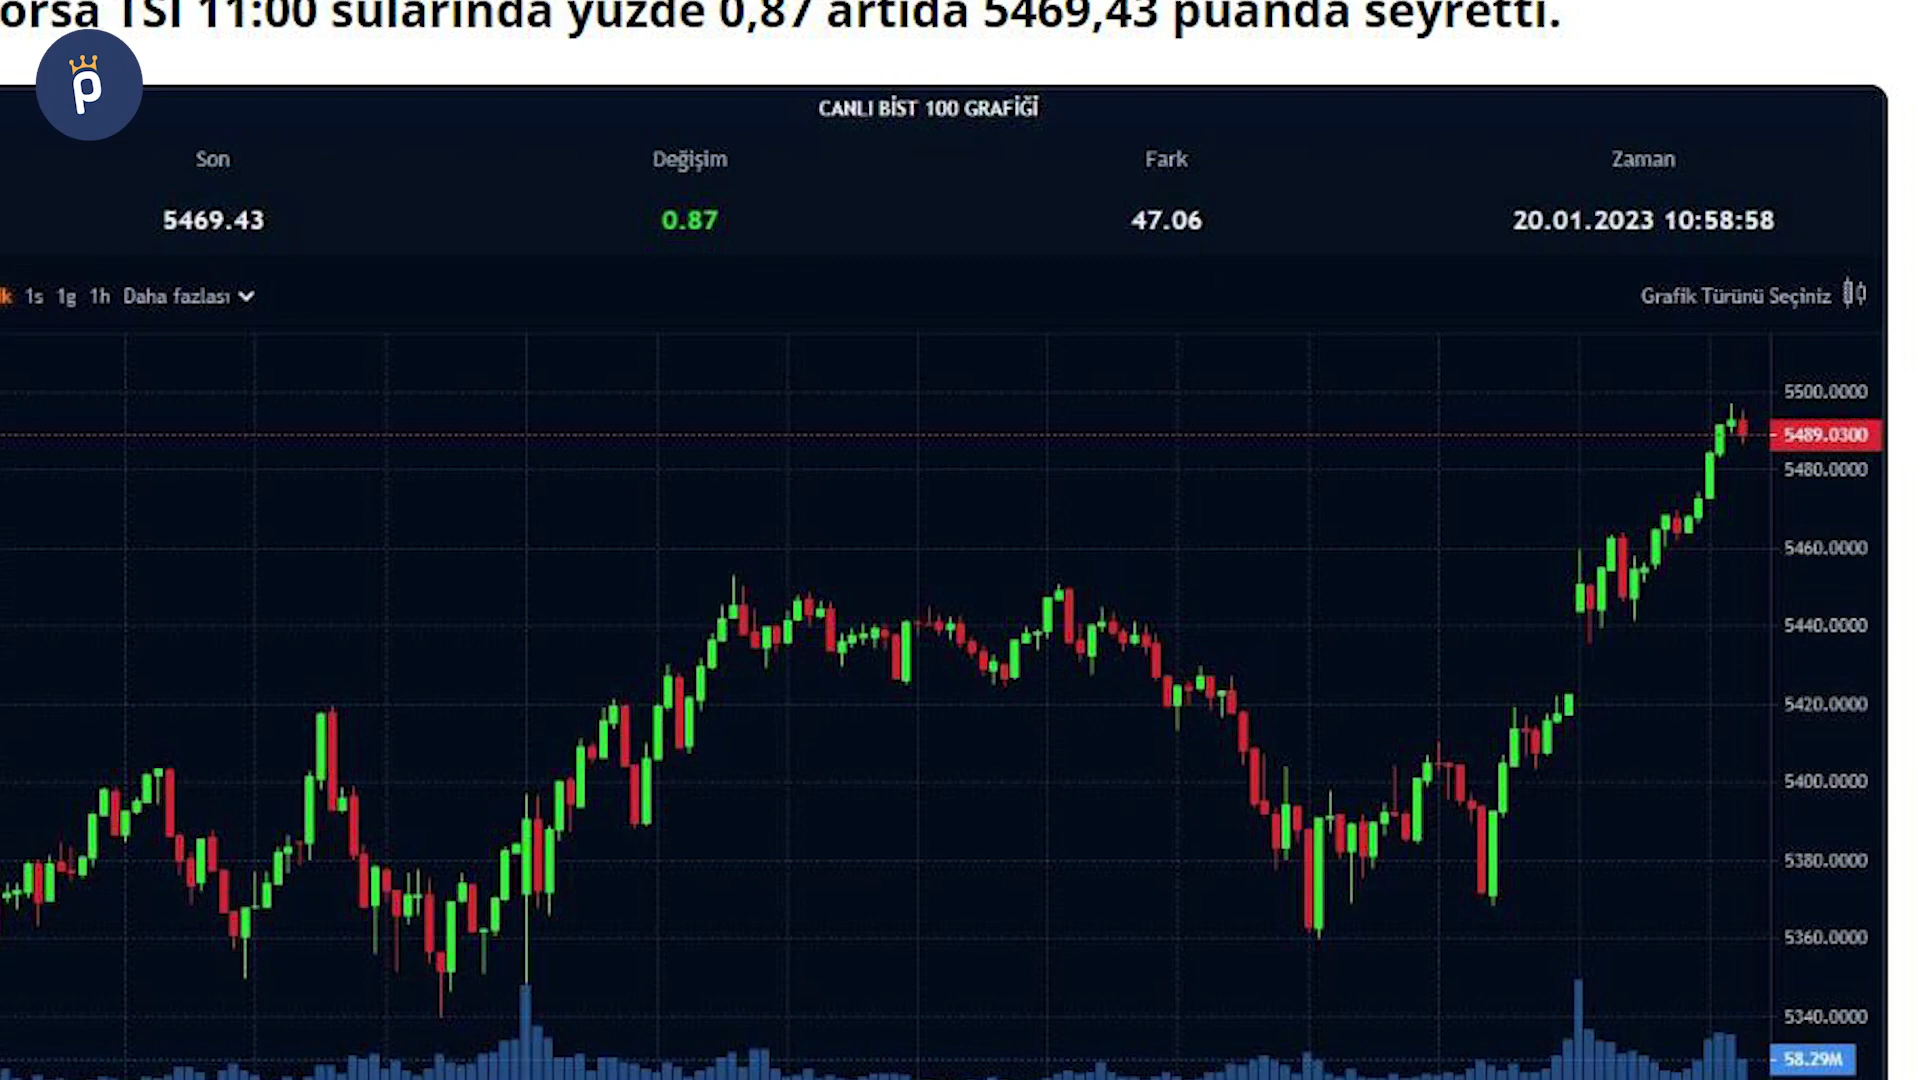 orsa TSİ 11:00 sularında yüzde 0,87 artıda 5469,43 puanda seyretti.
p
CANLI BİST 100 GRAFİĞİ
Son Değişim Fark Zaman
5469.43 0.87 47.06 20.01.2023 10:58:58
k 1s 1g 1h Daha fazlası Grafik Türünü Seçiniz
5500.0000
5489.0300
5480.0000
5460.0000
5440.0000
5420.0000
5400.0000
5380.0000
5360.0000
5340.0000
58.29M